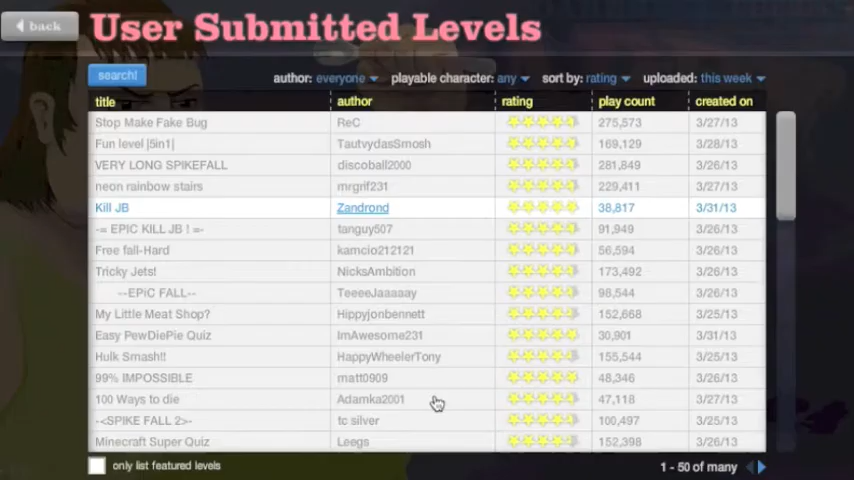 back
User Submitted Levels
search!
author: everyone playable character: any sort by: rating uploaded: this week
title author rating play count created on
Stop Make Fake Bug ReC 275,573 3/27/13
Fun level |5in1| TautvydasSmosh 169,129 3/28/13
VERY LONG SPIKEFALL discoball2000 281,849 3/26/13
neon rainbow stairs mrgrif231 229,411 3/27/13
Kill JB Zandrond 38,817 3/31/13
-= EPIC KILL JB ! =- tanguy507 91,949 3/26/13
Free fall-Hard kamcio212121 56,594 3/26/13
Tricky Jets! NicksAmbition 173,492 3/26/13
--EPiC FALL-- TeeeeJaaaaay 98,544 3/26/13
My Little Meat Shop? Hippyjonbennett 152,668 3/25/13
Easy PewDiePie Quiz ImAwesome231 30,901 3/31/13
Hulk Smash!! HappyWheelerTony 155,544 3/25/13
99% IMPOSSIBLE matt0909 48,346 3/26/13
100 Ways to die Adamka2001 47,118 3/27/13
-<SPIKE FALL 2>- tc silver 100,497 3/25/13
Minecraft Super Quiz Leegs 152,398 3/26/13
only list featured levels 1 - 50 of many